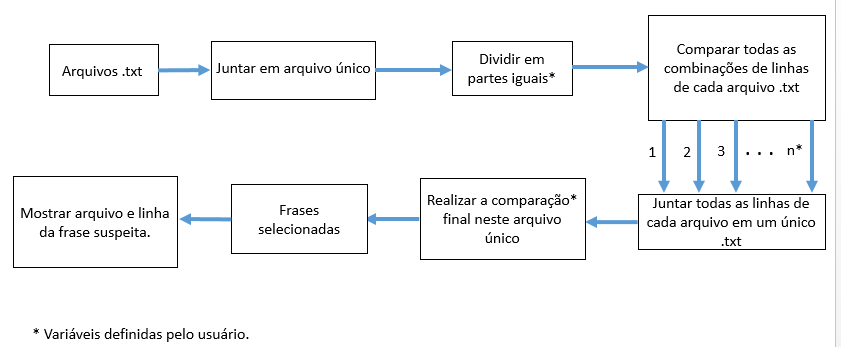 Arquivos .txt
Juntar em arquivo único
Dividir em
partes iguais*
Comparar todas as
combinações de linhas
de cada arquivo .txt
1
2
3
. . .
n*
Juntar todas as linhas de
cada arquivo em um único
.txt
Realizar a comparação*
final neste arquivo
único
Frases
selecionadas
Mostrar arquivo e linha
da frase suspeita.
* Variáveis definidas pelo usuário.